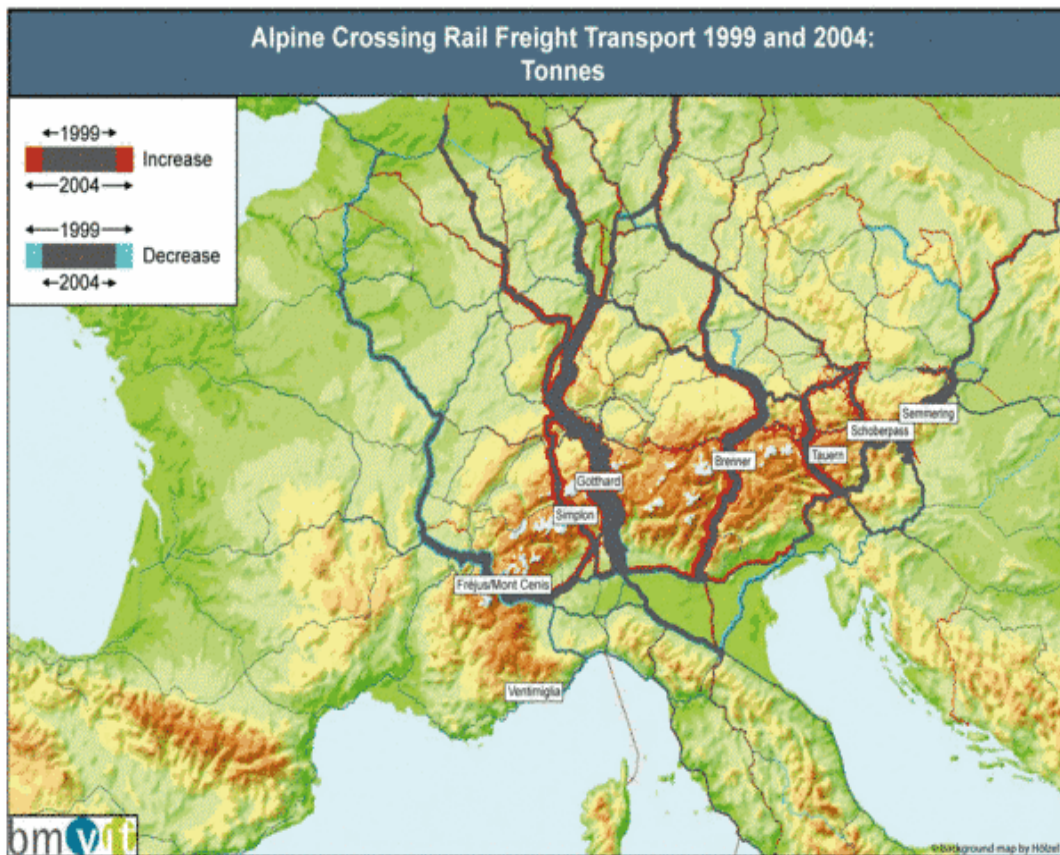 Alpine Crossing Rail Freight Transport 1999 and 2004:
Tonnes
1999
Increase
2004
1999
Decrease
2004
Semmering
Schoberpass
Brenner
Tauern
Gotthard
Simplon
Fréjus/Mont Cenis
Ventimiglia
bmvit
©background map by Hölzel